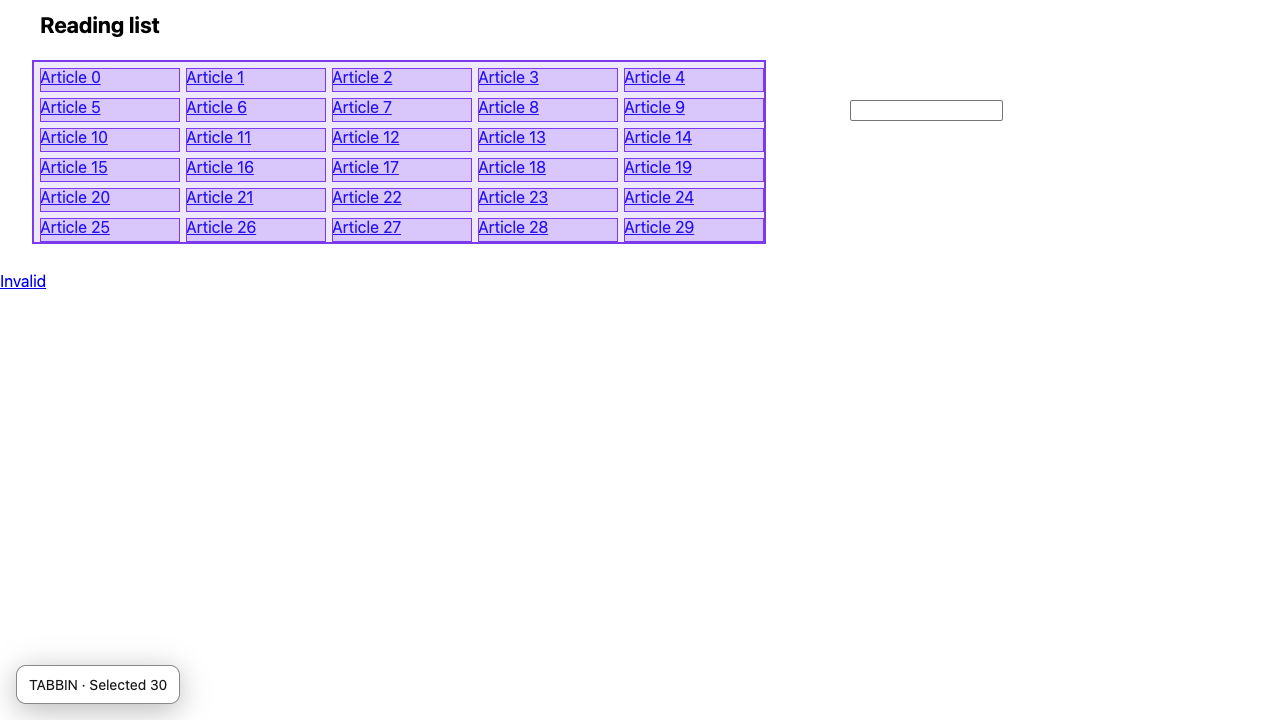 Reading list
Article 0 Article 1 Article 2 Article 3 Article 4
Article 5 Article 6 Article 7 Article 8 Article 9
Article 10 Article 11 Article 12 Article 13 Article 14
Article 15 Article 16 Article 17 Article 18 Article 19
Article 20 Article 21 Article 22 Article 23 Article 24
Article 25 Article 26 Article 27 Article 28 Article 29
Invalid
TABBIN · Selected 30